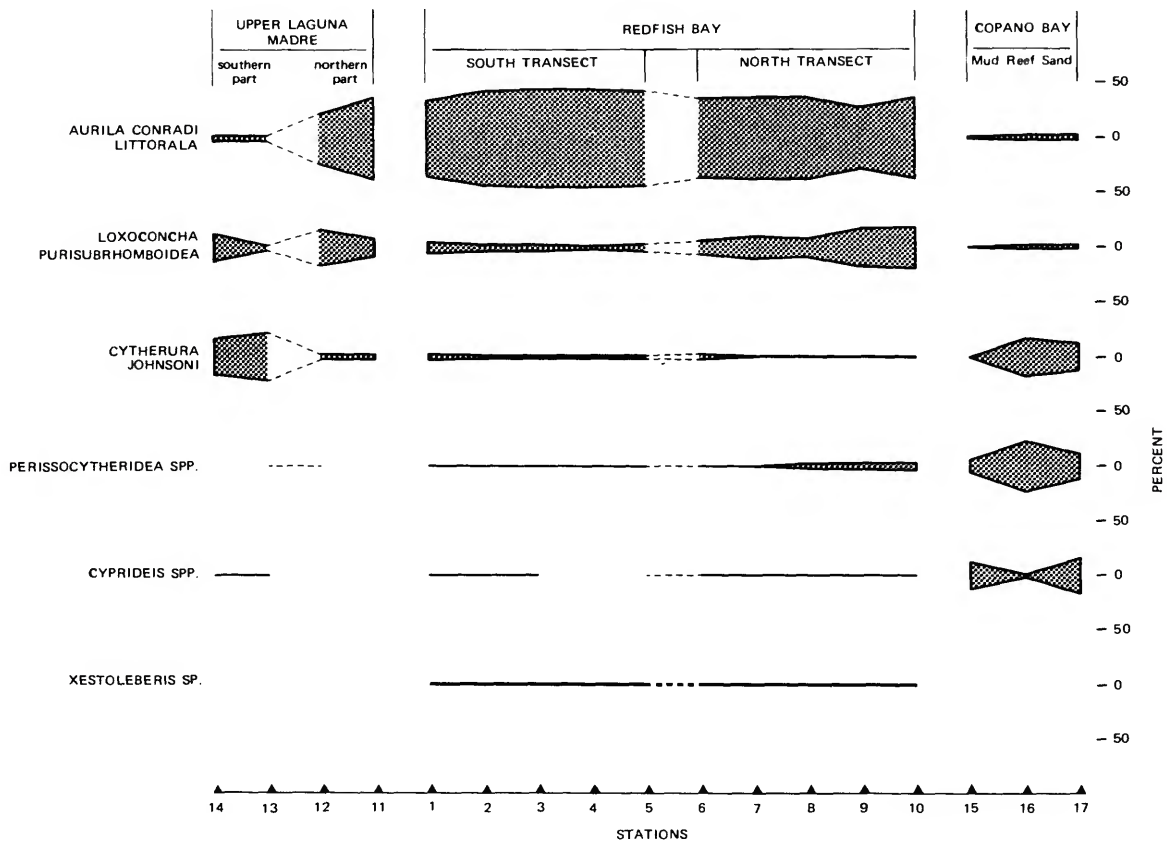 UPPER LAGUNA
MADRE
southern
part
northern
part
REDFISH BAY
SOUTH TRANSECT
NORTH TRANSECT
COPANO BAY
Mud Reef Sand
AURILA CONRADI
LITTORALA
LOXOCONCHA
PURISUBRHOMBOIDEA
CYTHERURA
JOHNSONI
PERISSOCYTHERIDEA SPP.
CYPRIDEIS SPP.
XESTOLEBERIS SP.
– 50
– 0
– 50
– 0
– 50
– 0
– 50
– 0
– 50
– 0
– 50
– 0
– 50
PERCENT
14 13 12 11 1 2 3 4 5 6 7 8 9 10 15 16 17
STATIONS